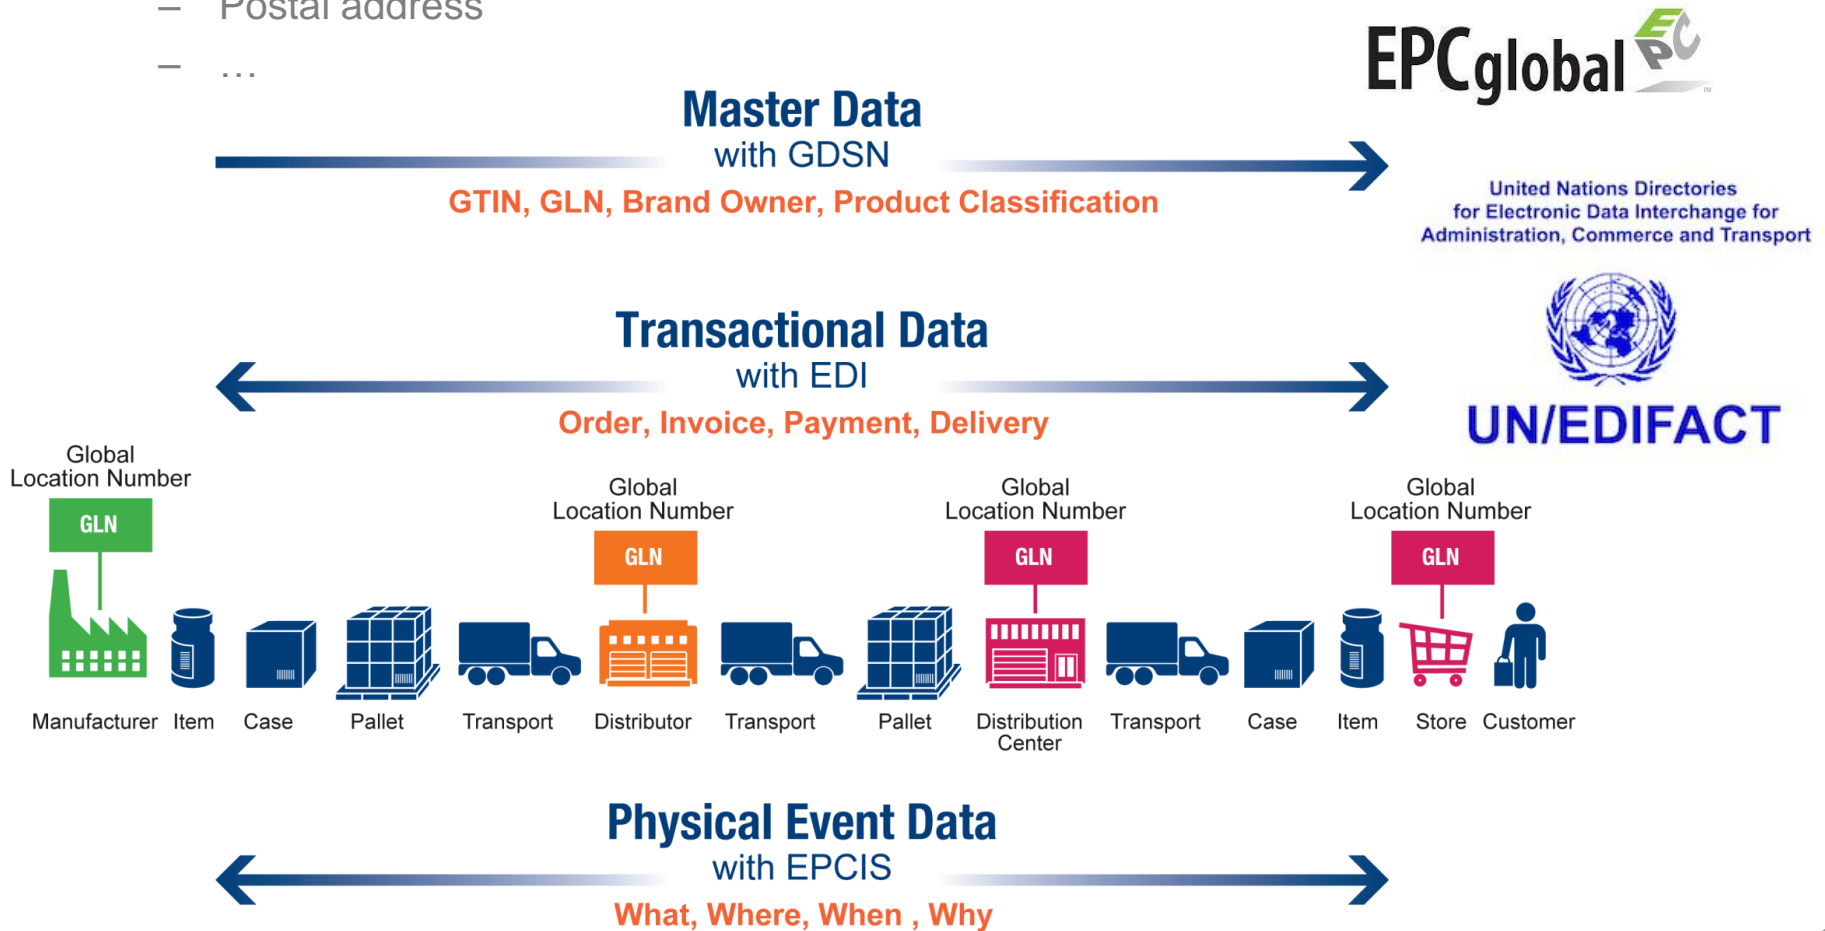 – Postal address
– …
EPCglobal
EPC
™
Master Data
with GDSN
GTIN, GLN, Brand Owner, Product Classification
United Nations Directories
for Electronic Data Interchange for
Administration, Commerce and Transport
UN/EDIFACT
Transactional Data
with EDI
Order, Invoice, Payment, Delivery
Global
Location Number
GLN
Global
Location Number
GLN
Global
Location Number
GLN
Global
Location Number
GLN
Manufacturer
Item
Case
Pallet
Transport
Distributor
Transport
Pallet
Distribution
Center
Transport
Case
Item
Store
Customer
Physical Event Data
with EPCIS
What, Where, When , Why